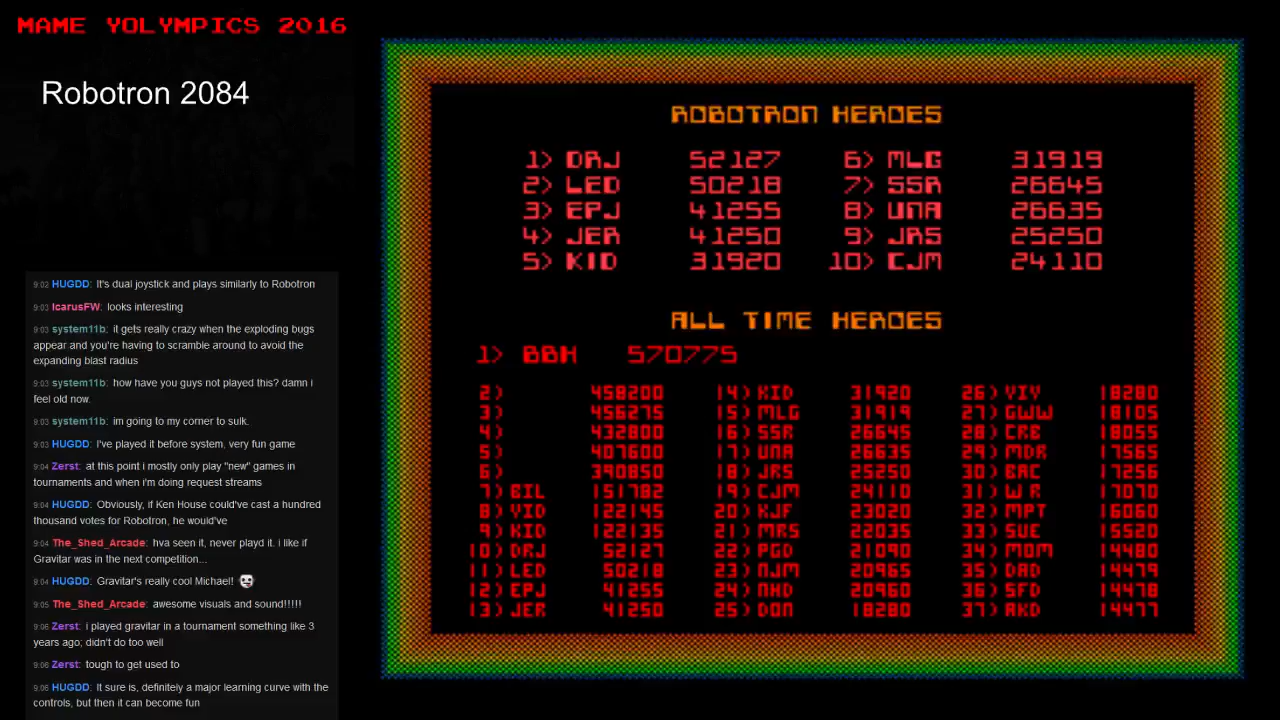 MAME YOLYMPICS 2016
Robotron 2084
9:02 HUGDD: It's dual joystick and plays similarly to Robotron
9:03 IcarusFW: looks interesting
9:03 system11b: it gets really crazy when the exploding bugs
appear and you're having to scramble around to avoid the
expanding blast radius
9:03 system11b: how have you guys not played this? damn i
feel old now.
9:03 system11b: im going to my corner to sulk.
9:03 HUGDD: I've played it before system, very fun game
9:04 Zerst: at this point i mostly only play "new" games in
tournaments and when i'm doing request streams
9:04 HUGDD: Obviously, if Ken House could've cast a hundred
thousand votes for Robotron, he would've
9:04 The_Shed_Arcade: hva seen it, never playd it. i like if
Gravitar was in the next competition...
9:04 HUGDD: Gravitar's really cool Michael!
9:05 The_Shed_Arcade: awesome visuals and sound!!!!!
9:06 Zerst: i played gravitar in a tournament something like 3
years ago; didn't do too well
9:06 Zerst: tough to get used to
9:06 HUGDD: It sure is, definitely a major learning curve with the
controls, but then it can become fun
ROBOTRON HEROES
1) DRJ 52127 6) MLG 31919
2) LED 50218 7) SSR 26645
3) EPJ 41255 8) UNA 26635
4) JER 41250 9) JRS 25250
5) KID 31920 10) CJM 24110
ALL TIME HEROES
1) BBH 570775
2) 458200 14) KID 31920 26) VIV 18280
3) 456275 15) MLG 31919 27) GWW 18105
4) 432800 16) SSR 26645 28) CRB 18055
5) 407600 17) UNA 26635 29) MDR 17565
6) 390850 18) JRS 25250 30) BAC 17256
7) BIL 151782 19) CJM 24110 31) W R 17070
8) VID 122145 20) KJF 23020 32) MPT 16060
9) KID 122135 21) MRS 22035 33) SUE 15520
10) DRJ 52127 22) PGD 21090 34) MOM 14480
11) LED 50218 23) NJM 20965 35) DAD 14479
12) EPJ 41255 24) NHD 20960 36) SFD 14478
13) JER 41250 25) DON 18280 37) AKD 14477